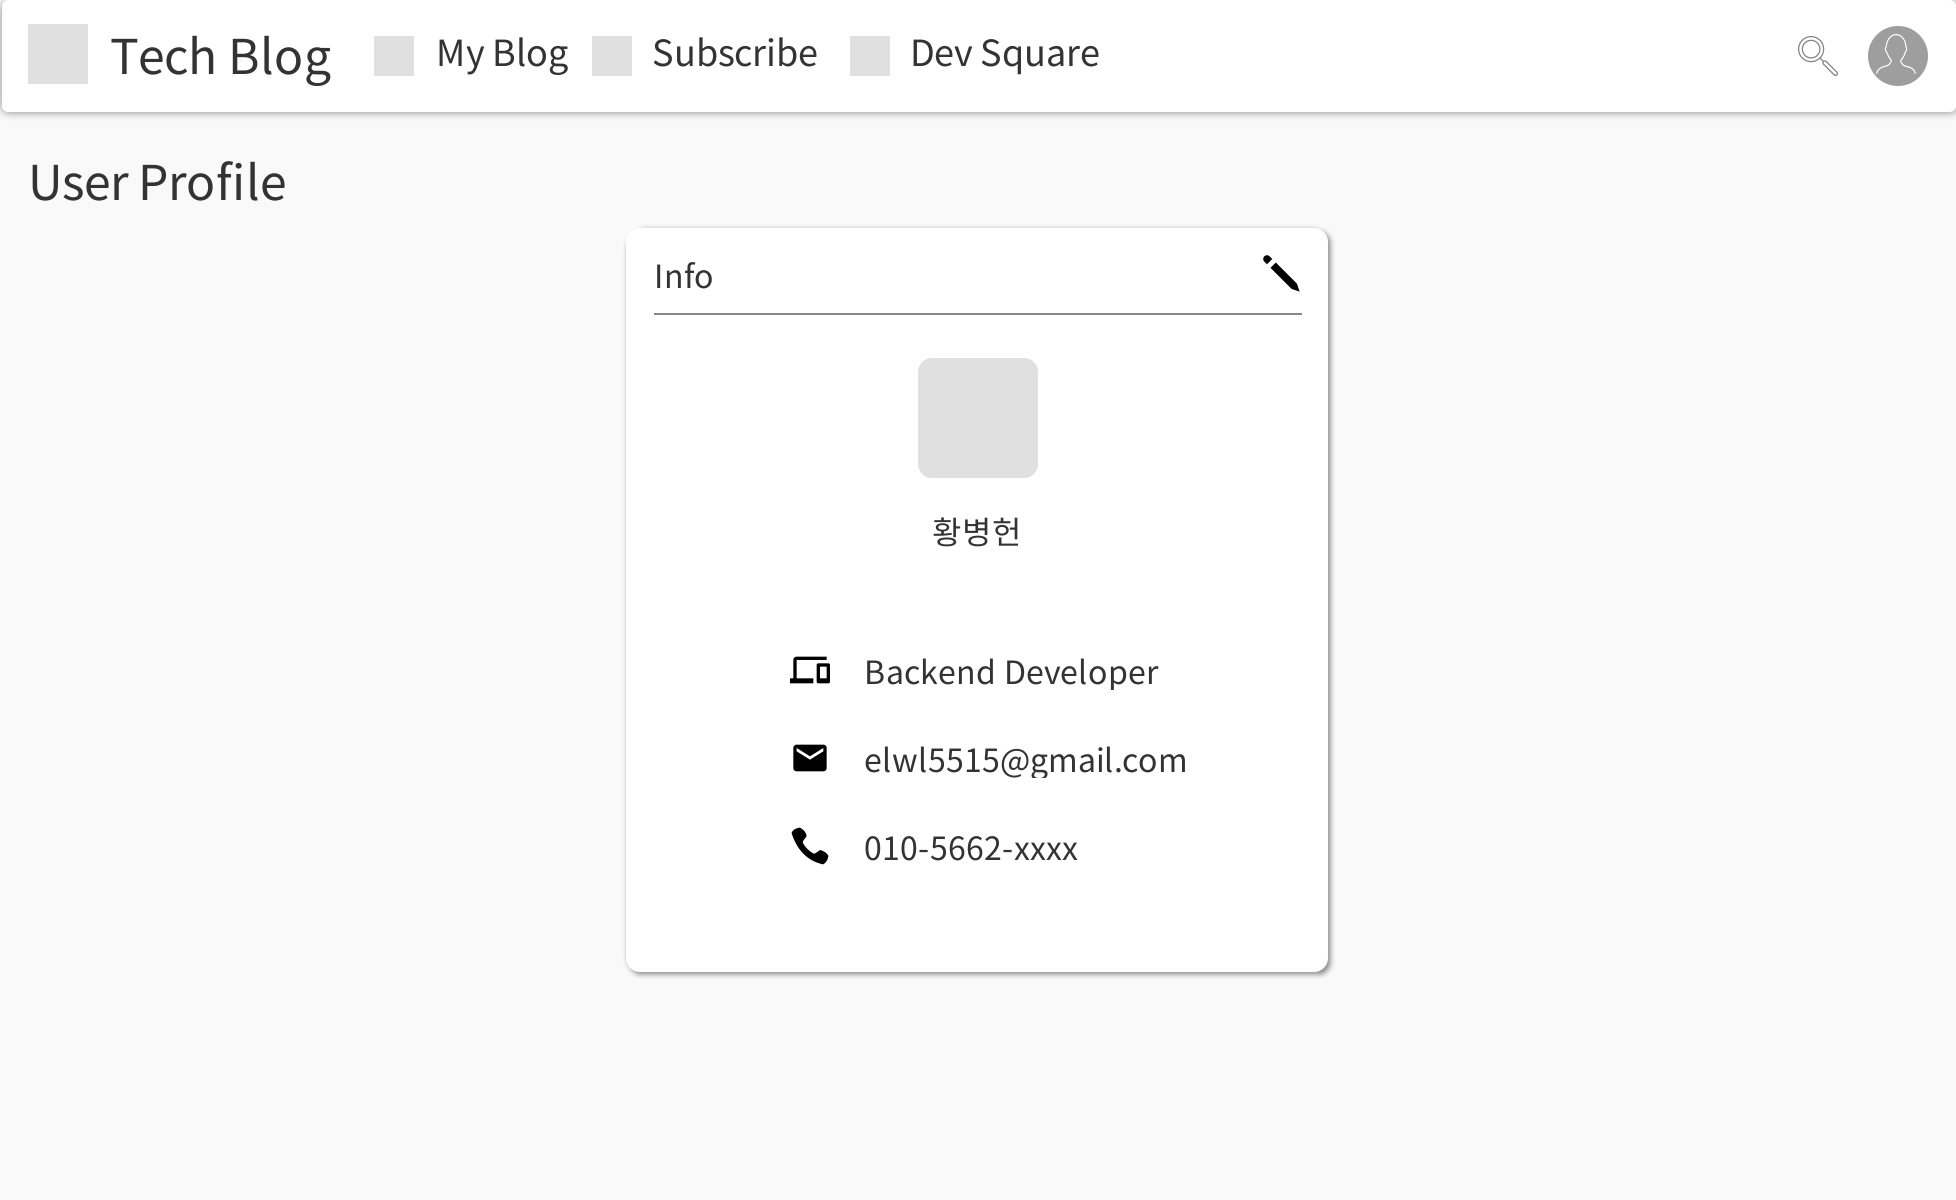 Tech Blog My Blog Subscribe Dev Square
User Profile
Info
황병헌
Backend Developer
elwl5515@gmail.com
010-5662-xxxx